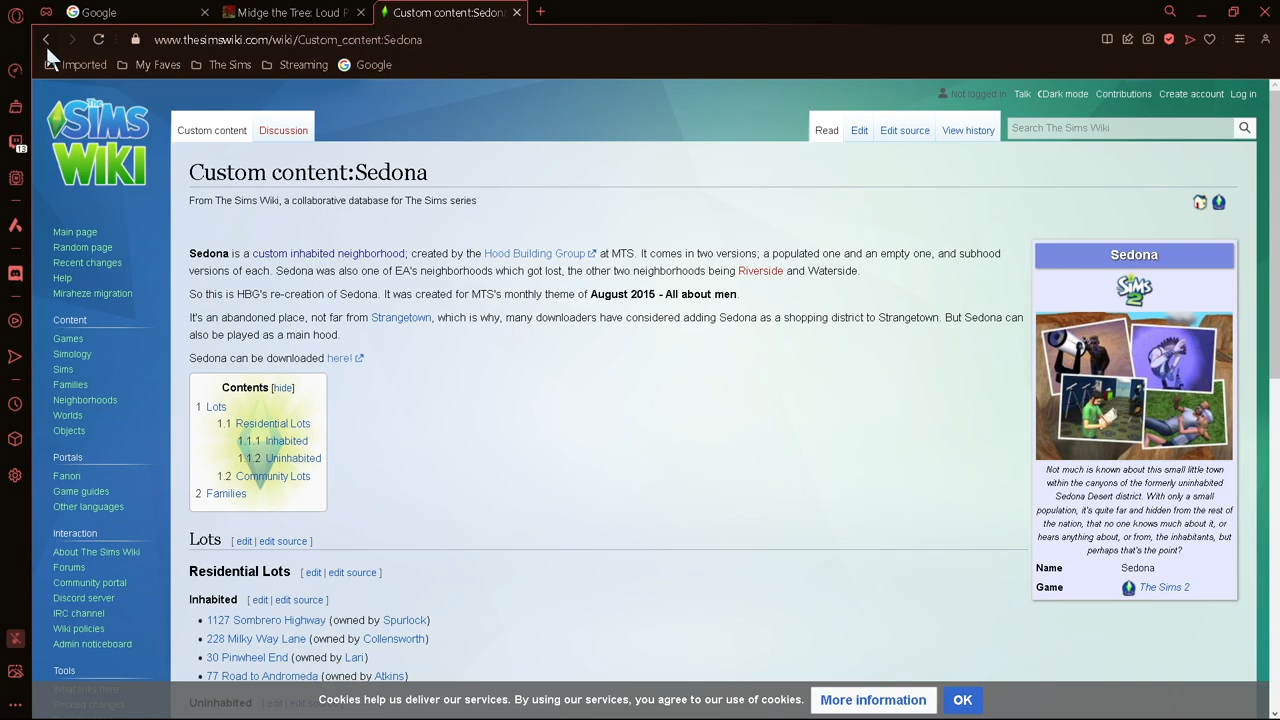 Google
Midge the Tree: Loud P
Custom content:Sedona
www.thesimswiki.com/wiki/Custom_content:Sedona
Imported
My Faves
The Sims
Streaming
Google
13
The SiMS WiKi
Not logged in Talk Dark mode Contributions Create account Log in
Custom content Discussion Read Edit Edit source View history Search The Sims Wiki
Custom content:Sedona
From The Sims Wiki, a collaborative database for The Sims series
Main page
Random page
Recent changes
Help
Miraheze migration
Content
Games
Simology
Sims
Families
Neighborhoods
Worlds
Objects
Portals
Fanon
Game guides
Other languages
Interaction
About The Sims Wiki
Forums
Community portal
Discord server
IRC channel
Wiki policies
Admin noticeboard
Tools
What links here
Related changes
Sedona is a custom inhabited neighborhood; created by the Hood Building Group at MTS. It comes in two versions; a populated one and an empty one, and subhood
versions of each. Sedona was also one of EA's neighborhoods which got lost, the other two neighborhoods being Riverside and Waterside.
So this is HBG's re-creation of Sedona. It was created for MTS's monthly theme of August 2015 - All about men.
It's an abandoned place, not far from Strangetown, which is why, many downloaders have considered adding Sedona as a shopping district to Strangetown. But Sedona can
also be played as a main hood.
Sedona can be downloaded here!
Contents [hide]
1 Lots
1.1 Residential Lots
1.1.1 Inhabited
1.1.2 Uninhabited
1.2 Community Lots
2 Families
Lots [ edit | edit source ]
Residential Lots [ edit | edit source ]
Inhabited [ edit | edit source ]
• 1127 Sombrero Highway (owned by Spurlock)
• 228 Milky Way Lane (owned by Collensworth)
• 30 Pinwheel End (owned by Lari)
• 77 Road to Andromeda (owned by Atkins)
Uninhabited [ edit | edit source ]
Sedona
The SiMS 2
Not much is known about this small little town
within the canyons of the formerly uninhabited
Sedona Desert district. With only a small
population, it's quite far and hidden from the rest of
the nation, that no one knows much about it, or
hears anything about, or from, the inhabitants, but
perhaps that's the point?
Name Sedona
Game The Sims 2
Cookies help us deliver our services. By using our services, you agree to our use of cookies. More information OK